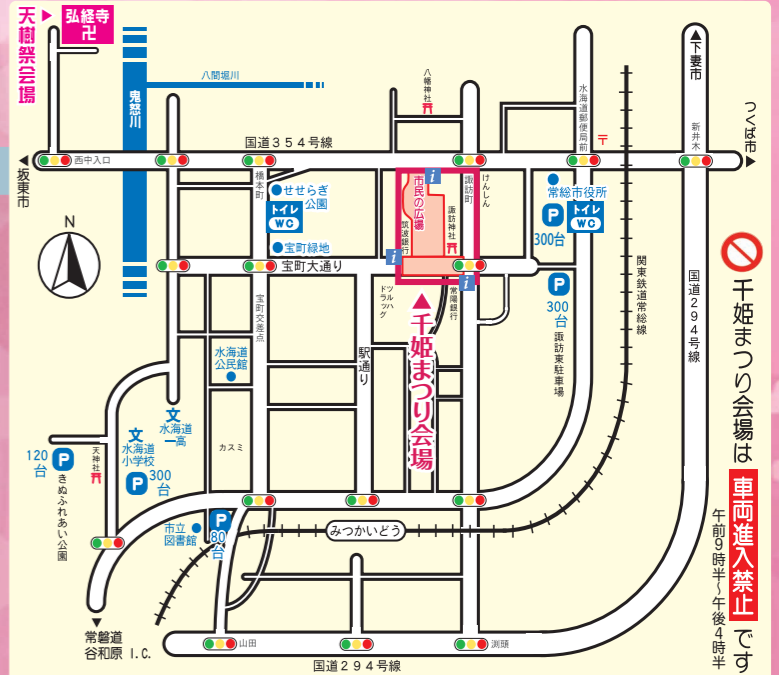 天樹祭会場
弘経寺
卍
鬼怒川
八間堀川
八幡神社
水海道郵便局前
〒
下妻市
新井木
つくば市
坂東市
西中入口
国道354号線
橋本町
せせらぎ
公園
トイレ
WC
宝町緑地
宝町大通り
i
市民の広場
筑波銀行
諏訪神社
諏訪町
けんしん
常総市役所
P
300台
トイレ
WC
i
i
N
宝町交差点
ツルハ
ドラッグ
常陽銀行
P
300
台
諏訪東駐車場
関東鉄道常総線
国道294号線
千姫まつり会場は
車両進入禁止
です
午前9時半〜午後4時半
水海道
公民館
駅通り
千姫まつり会場
文
水海道
一高
文
水海道
小学校
P
300
台
カスミ
天神社
120
台
P
きぬふれあい公園
市立
図書館
P
80
台
みつかいどう
常磐道
谷和原 I.C.
山田
渕頭
国道294号線